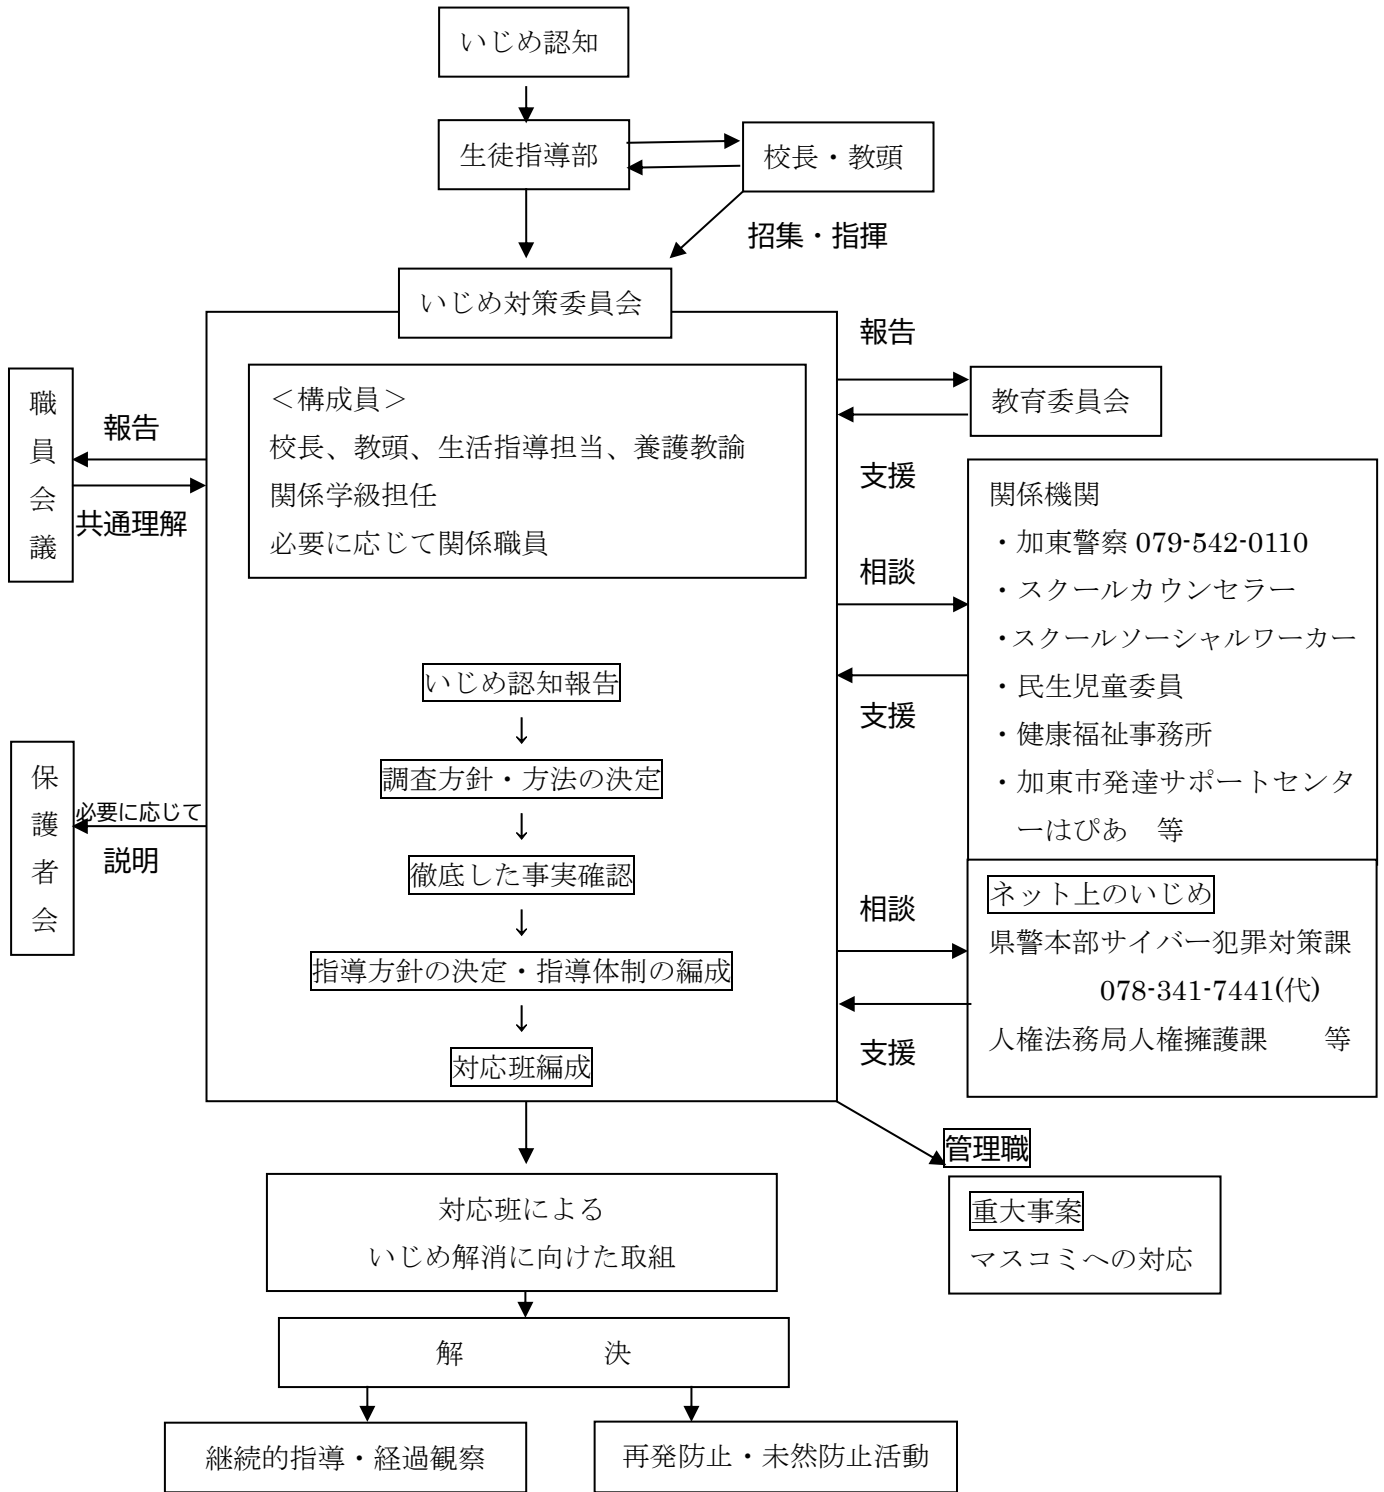 いじめ認知
生徒指導部
校長・教頭
招集・指揮
いじめ対策委員会
報告
教育委員会
支援
＜構成員＞
校長、教頭、生活指導担当、養護教諭
関係学級担任
必要に応じて関係職員
職員会議
報告
共通理解
相談
支援
関係機関
・加東警察 079-542-0110
・スクールカウンセラー
・スクールソーシャルワーカー
・民生児童委員
・健康福祉事務所
・加東市発達サポートセンタ
ーはぴあ　等
いじめ認知報告
↓
調査方針・方法の決定
↓
徹底した事実確認
↓
指導方針の決定・指導体制の編成
↓
対応班編成
保護者会
必要に応じて
説明
相談
支援
ネット上のいじめ
県警本部サイバー犯罪対策課
078-341-7441(代)
人権法務局人権擁護課　　等
管理職
重大事案
マスコミへの対応
対応班による
いじめ解消に向けた取組
解　　　　　決
継続的指導・経過観察
再発防止・未然防止活動